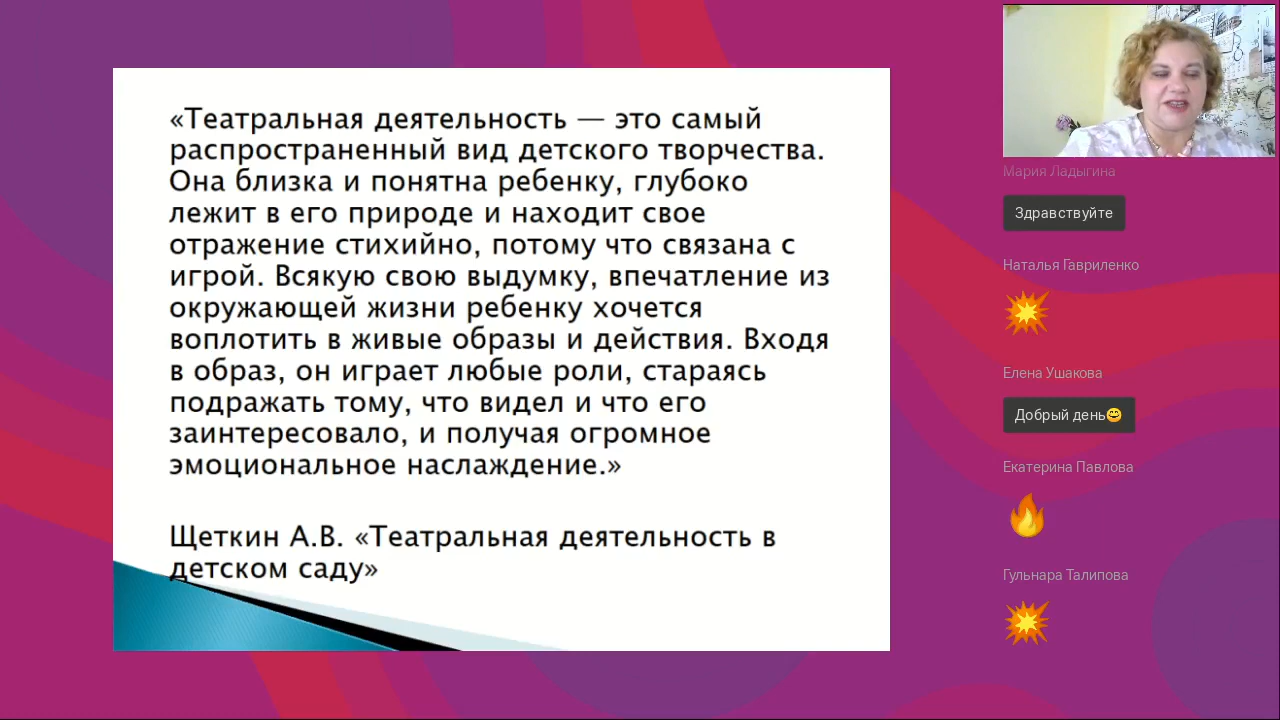 «Театральная деятельность — это самый
распространенный вид детского творчества.
Она близка и понятна ребенку, глубоко
лежит в его природе и находит свое
отражение стихийно, потому что связана с
игрой. Всякую свою выдумку, впечатление из
окружающей жизни ребенку хочется
воплотить в живые образы и действия. Входя
в образ, он играет любые роли, стараясь
подражать тому, что видел и что его
заинтересовало, и получая огромное
эмоциональное наслаждение.»
Щеткин А.В. «Театральная деятельность в
детском саду»
Мария Ладыгина
Здравствуйте
Наталья Гавриленко
💥
Елена Ушакова
Добрый день😊
Екатерина Павлова
🔥
Гульнара Талипова
💥